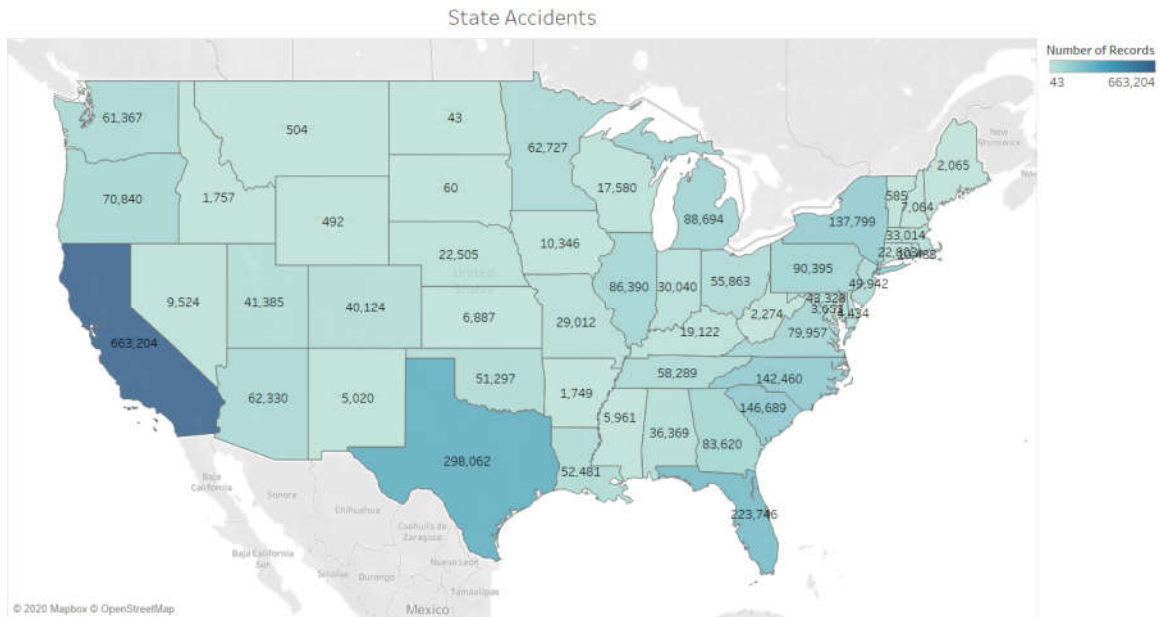 State Accidents
Number of Records
43 663,204
61,367
504
43
62,727
2,065
New
Brunswick
70,840
1,757
492
60
17,580
88,694
137,799
585
7,064
33,014
22,505
United
States
10,346
90,395
49,942
9,524
41,385
40,124
86,390
30,040
55,863
6,887
29,012
2,274
79,957
19,122
663,204
62,330
5,020
51,297
1,749
58,289
142,460
146,689
5,961
36,369
83,620
298,062
52,481
223,746
Baja
California
Sonora
Chihuahua
Coahuila de
Zaragoza
Baja California
Sur
Sinaloa
Durango
Nuevo León
Tamaulipas
Mexico
© 2020 Mapbox © OpenStreetMap